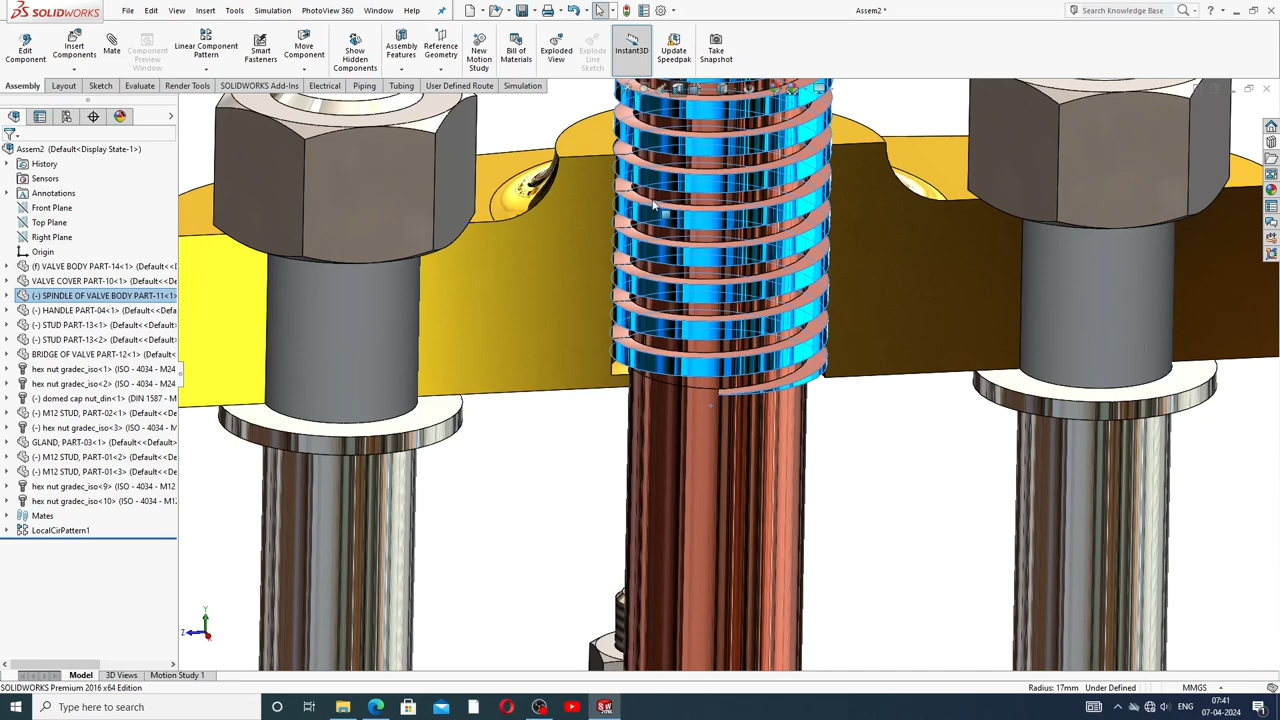 SOLIDWORKS File Edit View Insert Tools Simulation PhotoView 360 Window Help Assem2 * Search Knowledge Base
Edit Component
Insert Components
Mate
Component Preview Window
Linear Component Pattern
Smart Fasteners
Move Component
Show Hidden Components
Assembly Features
Reference Geometry
New Motion Study
Bill of Materials
Exploded View
Explode Line Sketch
Instant3D
Update Speedpak
Take Snapshot
Assembly Layout Sketch Evaluate Render Tools SOLIDWORKS Add-Ins Electrical Piping Tubing User Defined Route Simulation
Assem2 (Default<Display State-1>)
History
Sensors
Annotations
Front Plane
Top Plane
Right Plane
Origin
(f) VALVE BODY PART-14<1> (Default<<
VALVE COVER PART-10<1> (Default<<D
(-) SPINDLE OF VALVE BODY PART-11<1>
(-) HANDLE PART-04<1> (Default<<Def
(-) STUD PART-13<1> (Default<<Default
(-) STUD PART-13<2> (Default<<Default
BRIDGE OF VALVE PART-12<1> (Default
hex nut gradec_iso<1> (ISO - 4034 - M24
hex nut gradec_iso<2> (ISO - 4034 - M24
(-) domed cap nut_din<1> (DIN 1587 - M
(-) M12 STUD, PART-02<1> (Default<<D
(-) hex nut gradec_iso<3> (ISO - 4034 - M
GLAND, PART-03<1> (Default<<Default
(-) M12 STUD, PART-01<2> (Default<<D
(-) M12 STUD, PART-01<3> (Default<<D
hex nut gradec_iso<9> (ISO - 4034 - M12
hex nut gradec_iso<10> (ISO - 4034 - M12
Mates
LocalCirPattern1
Y
Z
Model 3D Views Motion Study 1
SOLIDWORKS Premium 2016 x64 Edition Radius: 17mm Under Defined MMGS
Type here to search ENG 07:41
07-04-2024